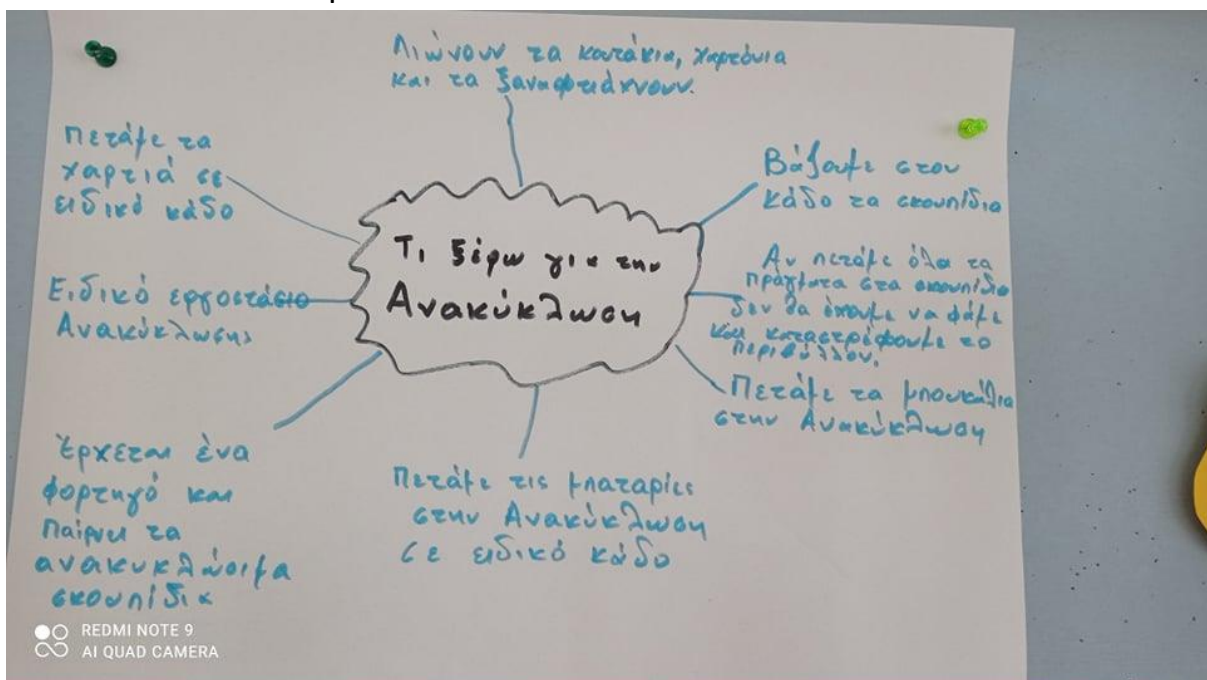 Λιώνουν τα κουτάκια, χαρτόνια
και τα ξαναφτιάχνουν.
Πετάμε τα
χαρτιά σε
ειδικό κάδο
Βάζουμε στον
κάδο τα σκουπίδια
Τι ξέρω για την
Ανακύκλωση
Αν πετάμε όλα τα
πράγματα στα σκουπίδια
δεν θα έχουμε να φάμε
και καταστρέφουμε το
περιβάλλον.
Ειδικό εργοστάσιο
Ανακύκλωσης
Πετάμε τα μπουκάλια
στην Ανακύκλωση
Έρχεται ένα
φορτηγό και
παίρνει τα
ανακυκλώσιμα
σκουπίδια
Πετάμε τις μπαταρίες
στην Ανακύκλωση
σε ειδικό κάδο
REDMI NOTE 9
AI QUAD CAMERA